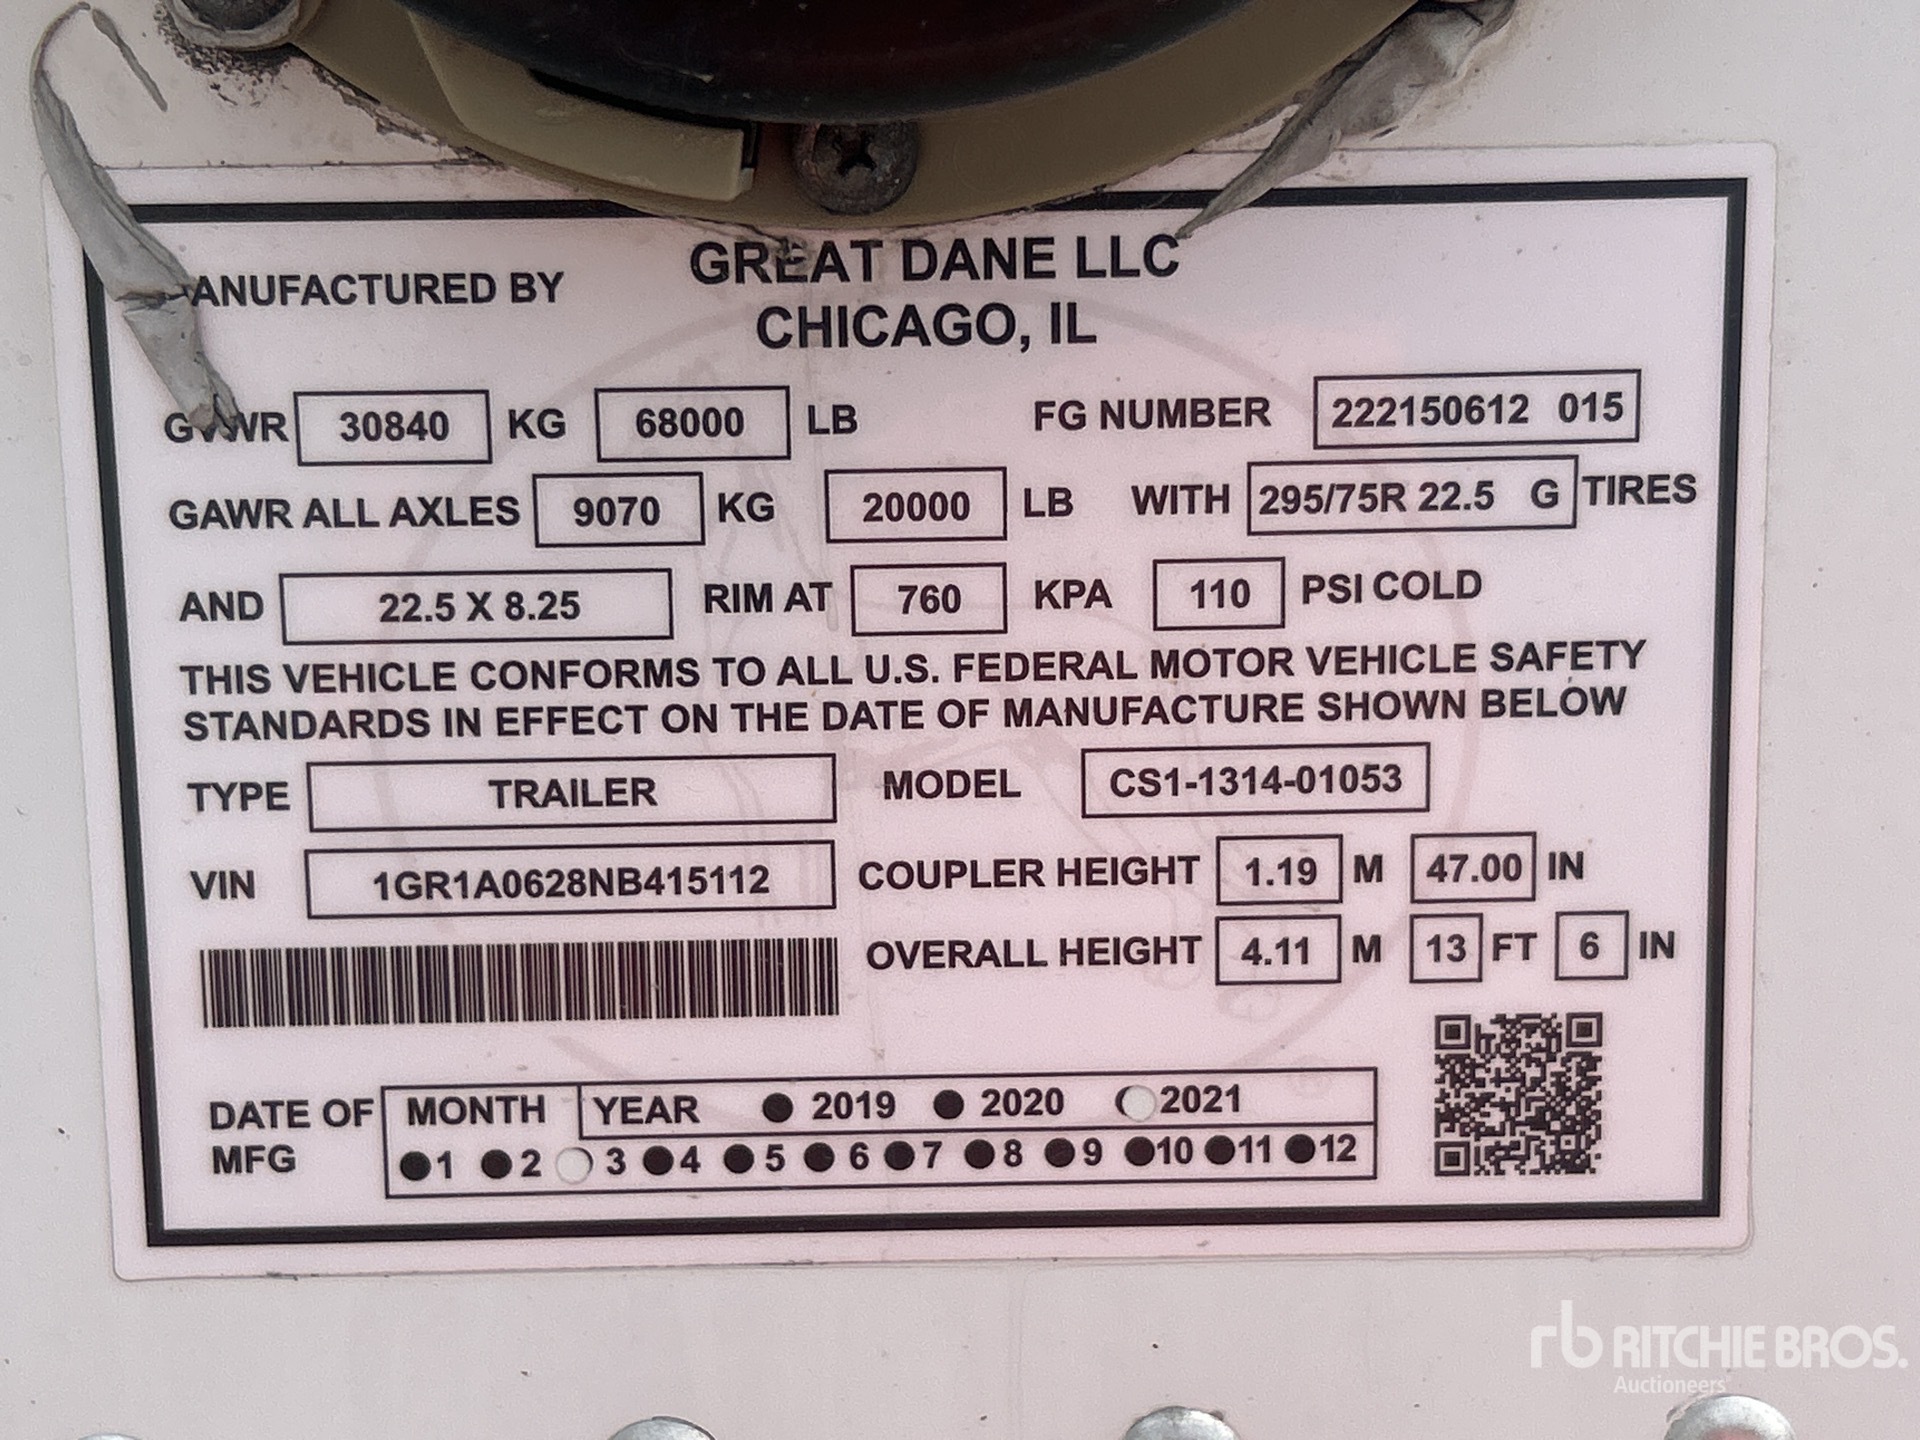 MANUFACTURED BY GREAT DANE LLC
CHICAGO, IL
GVWR 30840 KG 68000 LB FG NUMBER 222150612 015
GAWR ALL AXLES 9070 KG 20000 LB WITH 295/75R 22.5 G TIRES
AND 22.5 X 8.25 RIM AT 760 KPA 110 PSI COLD
THIS VEHICLE CONFORMS TO ALL U.S. FEDERAL MOTOR VEHICLE SAFETY
STANDARDS IN EFFECT ON THE DATE OF MANUFACTURE SHOWN BELOW
TYPE TRAILER MODEL CS1-1314-01053
VIN 1GR1A0628NB415112 COUPLER HEIGHT 1.19 M 47.00 IN
OVERALL HEIGHT 4.11 M 13 FT 6 IN
DATE OF MFG MONTH YEAR 2019 2020 2021
1 2 3 4 5 6 7 8 9 10 11 12
rb RITCHIE BROS.
Auctioneers